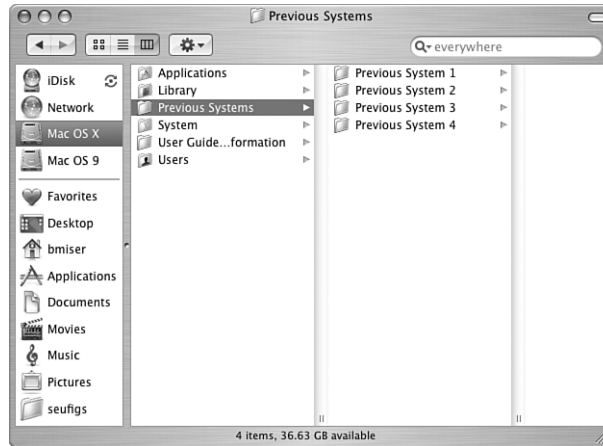 Previous Systems
everywhere
iDisk
Network
Mac OS X
Mac OS 9
Favorites
Desktop
bmiser
Applications
Documents
Movies
Music
Pictures
seufigs
Applications
Library
Previous Systems
System
User Guide...formation
Users
Previous System 1
Previous System 2
Previous System 3
Previous System 4
4 items, 36.63 GB available